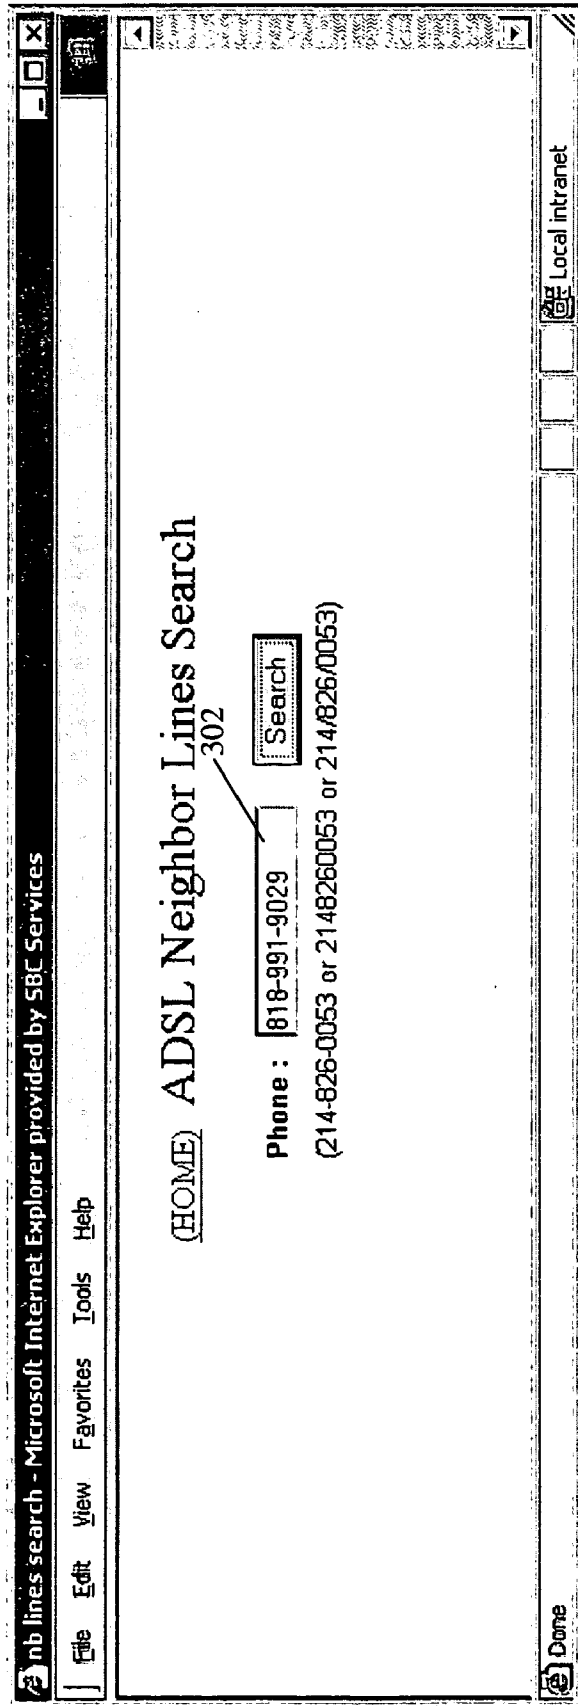 nb lines search - Microsoft Internet Explorer provided by SBC Services
File Edit View Favorites Tools Help
(HOME) ADSL Neighbor Lines Search
302
Phone: 818-991-9029 Search
(214-826-0053 or 2148260053 or 214/826/0053)
Done Local intranet